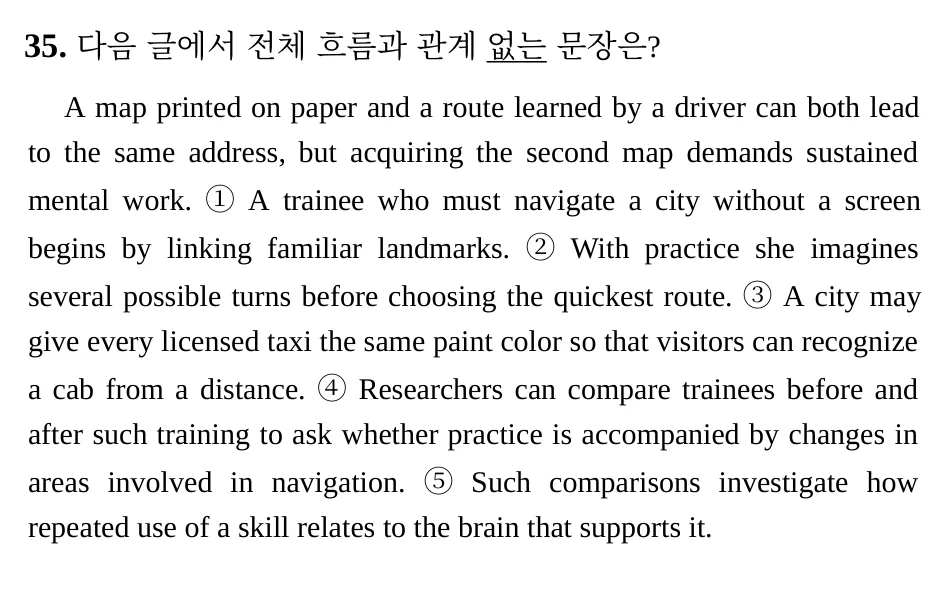 35. 다음 글에서 전체 흐름과 관계 없는 문장은?
A map printed on paper and a route learned by a driver can both lead
to the same address, but acquiring the second map demands sustained
mental work. ① A trainee who must navigate a city without a screen
begins by linking familiar landmarks. ② With practice she imagines
several possible turns before choosing the quickest route. ③ A city may
give every licensed taxi the same paint color so that visitors can recognize
a cab from a distance. ④ Researchers can compare trainees before and
after such training to ask whether practice is accompanied by changes in
areas involved in navigation. ⑤ Such comparisons investigate how
repeated use of a skill relates to the brain that supports it.